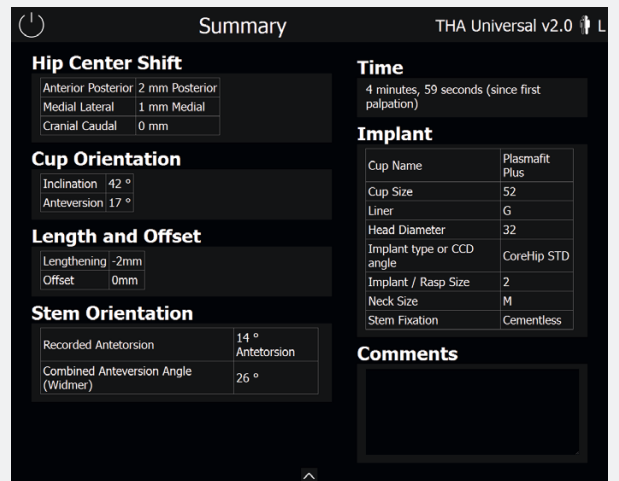 Summary
THA Universal v2.0 L
Hip Center Shift
Anterior Posterior 2 mm Posterior
Medial Lateral 1 mm Medial
Cranial Caudal 0 mm
Cup Orientation
Inclination 42 °
Anteversion 17 °
Length and Offset
Lengthening -2mm
Offset 0mm
Stem Orientation
Recorded Antetorsion 14 °
Antetorsion
Combined Anteversion Angle
(Widmer) 26 °
Time
4 minutes, 59 seconds (since first
palpation)
Implant
Cup Name Plasmafit
Plus
Cup Size 52
Liner G
Head Diameter 32
Implant type or CCD
angle CoreHip STD
Implant / Rasp Size 2
Neck Size M
Stem Fixation Cementless
Comments